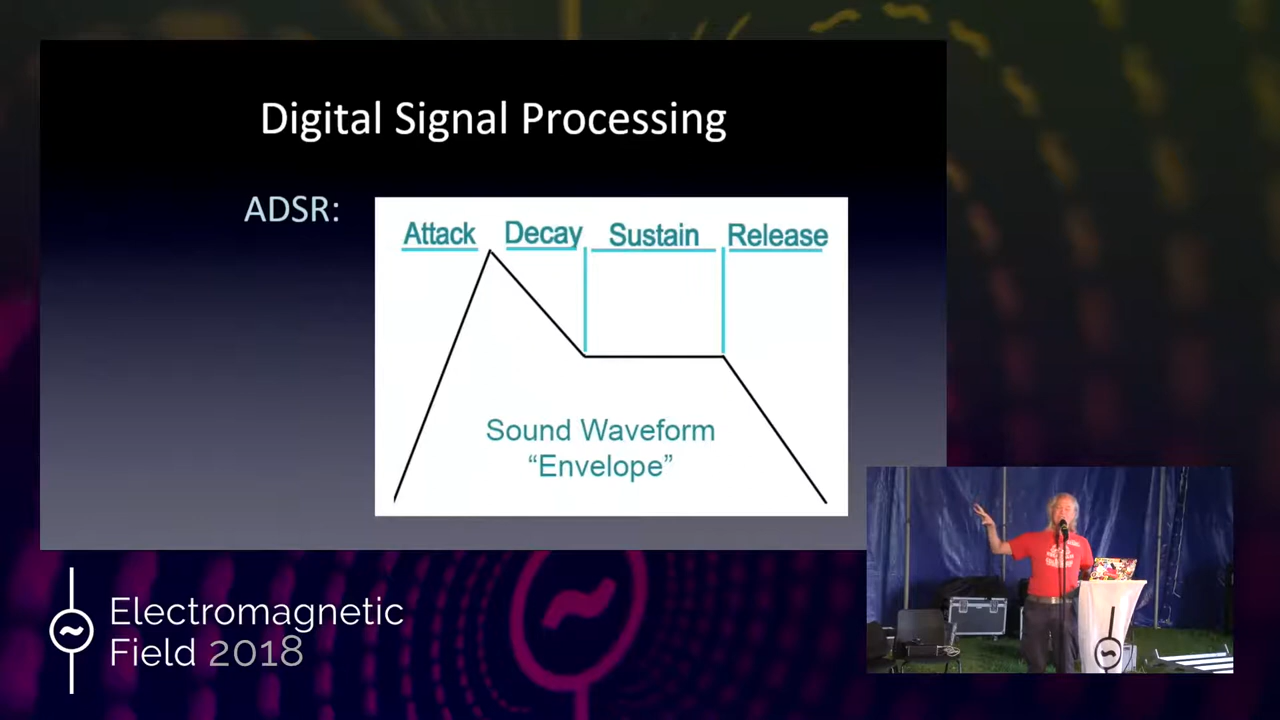 Digital Signal Processing
ADSR:
Attack Decay Sustain Release
Sound Waveform
“Envelope”
Electromagnetic
Field 2018